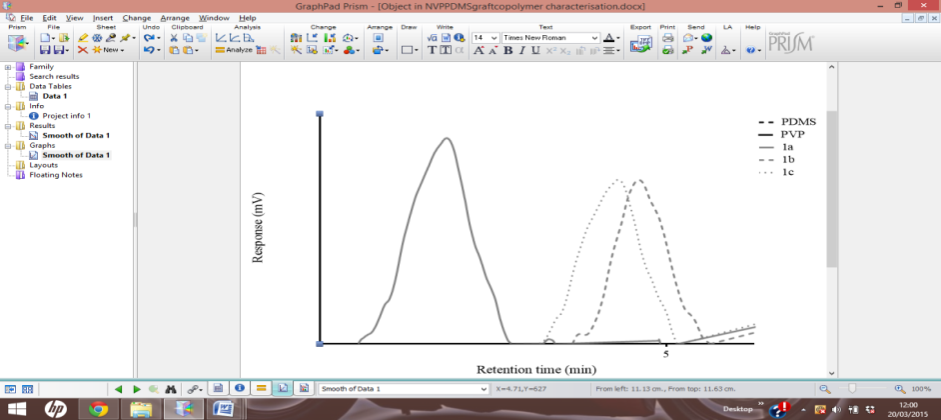 GraphPad Prism - [Object in NVPPDMSgraftcopolymer characterisation.docx]
File Edit View Insert Change Arrange Window Help
Prism File Sheet Undo Clipboard Analysis Change Arrange Draw Write Text Export Print Send LA Help
New Analyze 14 Times New Roman PRISM
Family
Search results
Data Tables
Data 1
Info
Project info 1
Results
Smooth of Data 1
Graphs
Smooth of Data 1
Layouts
Floating Notes
Response (mV)
PDMS
PVP
1a
1b
1c
5
Retention time (min)
Smooth of Data 1 X=4.71,Y=627 From left: 11.13 cm., From top: 11.63 cm. 100%
Desktop 12:00
20/03/2015